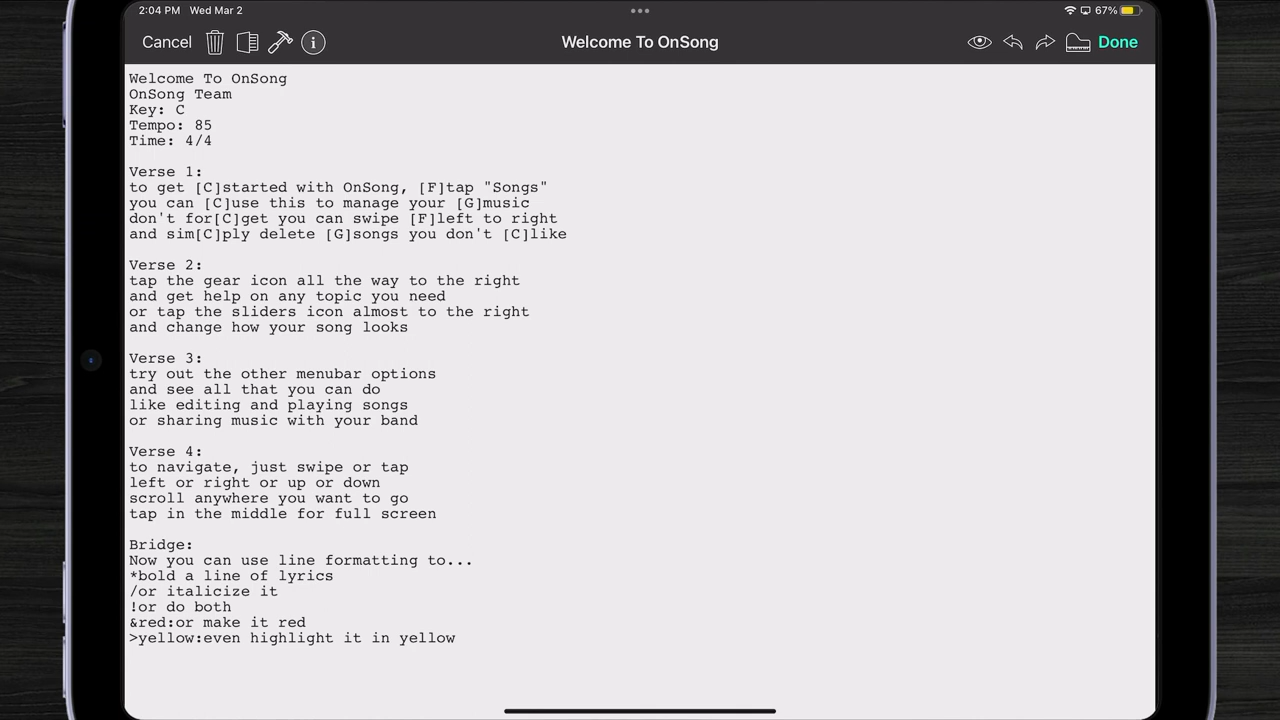 2:04 PM Wed Mar 2
67%
Cancel
Welcome To OnSong
Done
Welcome To OnSong
OnSong Team
Key: C
Tempo: 85
Time: 4/4
Verse 1:
to get [C]started with OnSong, [F]tap "Songs"
you can [C]use this to manage your [G]music
don't for[C]get you can swipe [F]left to right
and sim[C]ply delete [G]songs you don't [C]like
Verse 2:
tap the gear icon all the way to the right
and get help on any topic you need
or tap the sliders icon almost to the right
and change how your song looks
Verse 3:
try out the other menubar options
and see all that you can do
like editing and playing songs
or sharing music with your band
Verse 4:
to navigate, just swipe or tap
left or right or up or down
scroll anywhere you want to go
tap in the middle for full screen
Bridge:
Now you can use line formatting to...
*bold a line of lyrics
/or italicize it
!or do both
&red:or make it red
>yellow:even highlight it in yellow